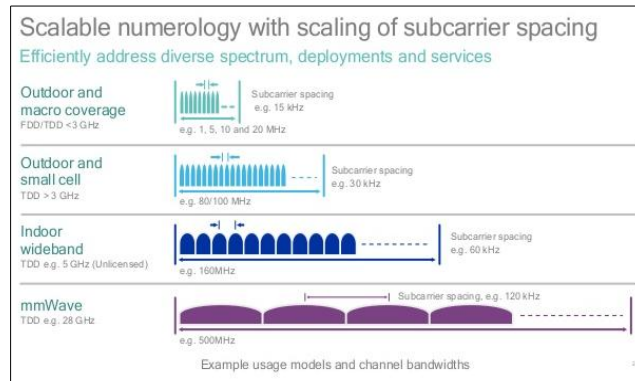 Scalable numerology with scaling of subcarrier spacing
Efficiently address diverse spectrum, deployments and services
Outdoor and
macro coverage
FDD/TDD <3 GHz
Subcarrier spacing
e.g. 15 kHz
e.g. 1, 5, 10 and 20 MHz
Outdoor and
small cell
TDD > 3 GHz
Subcarrier spacing
e.g. 30 kHz
e.g. 80/100 MHz
Indoor
wideband
TDD e.g. 5 GHz (Unlicensed)
Subcarrier spacing
e.g. 60 kHz
e.g. 160MHz
mmWave
TDD e.g. 28 GHz
Subcarrier spacing, e.g. 120 kHz
e.g. 500MHz
Example usage models and channel bandwidths